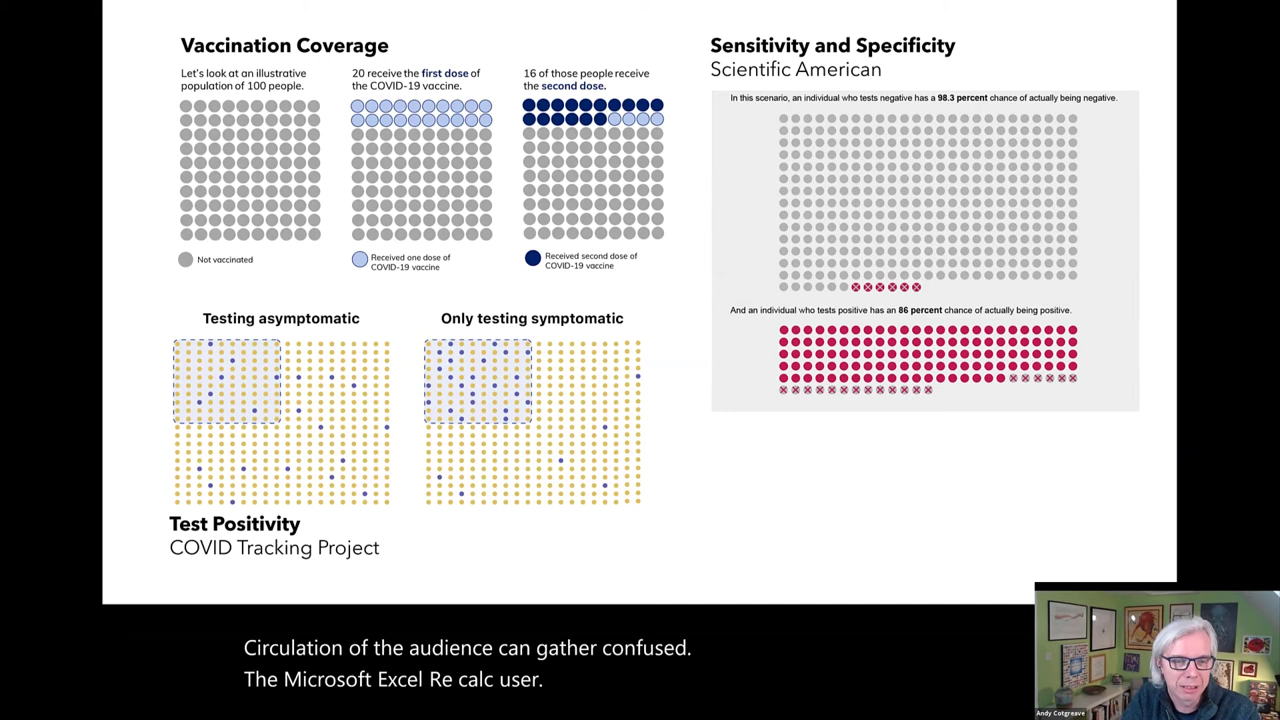 Vaccination Coverage
Let's look at an illustrative
population of 100 people.
20 receive the first dose of
the COVID-19 vaccine.
16 of those people receive
the second dose.
Not vaccinated
Received one dose of
COVID-19 vaccine
Received second dose of
COVID-19 vaccine
Sensitivity and Specificity
Scientific American
In this scenario, an individual who tests negative has a 98.3 percent chance of actually being negative.
And an individual who tests positive has an 86 percent chance of actually being positive.
Testing asymptomatic
Only testing symptomatic
Test Positivity
COVID Tracking Project
Circulation of the audience can gather confused.
The Microsoft Excel Re calc user.
Andy Cotgreave